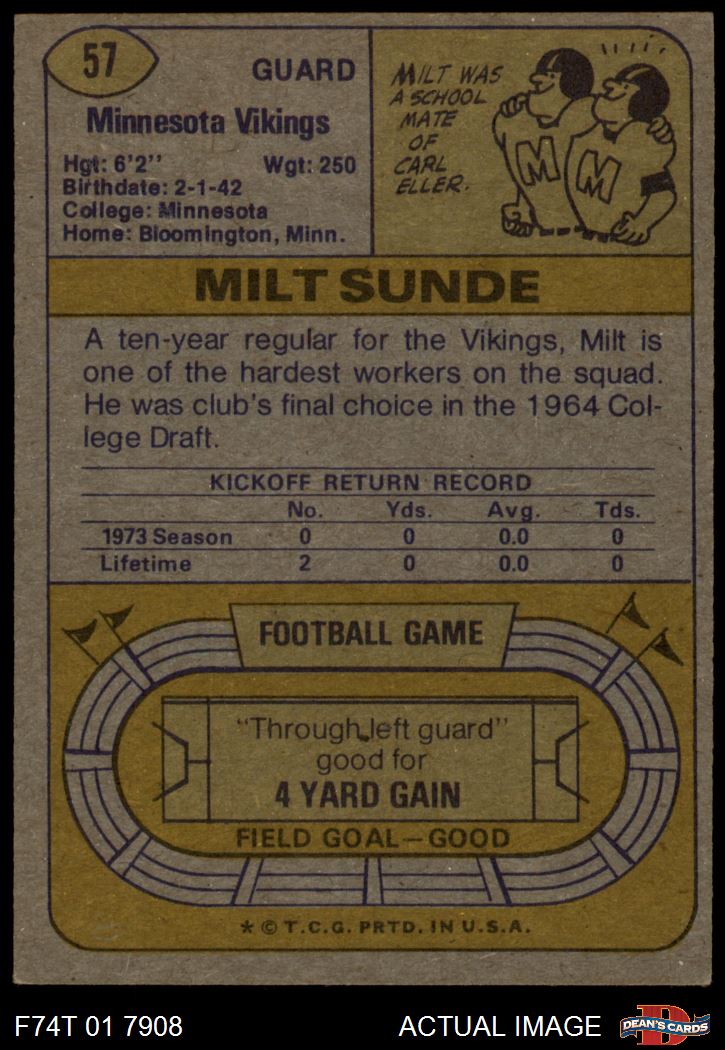 57
GUARD
Minnesota Vikings
Hgt: 6'2" Wgt: 250
Birthdate: 2-1-42
College: Minnesota
Home: Bloomington, Minn.
MILT WAS
A SCHOOL
MATE
OF
CARL
ELLER.
M M
MILT SUNDE
A ten-year regular for the Vikings, Milt is
one of the hardest workers on the squad.
He was club's final choice in the 1964 Col-
lege Draft.
KICKOFF RETURN RECORD
No. Yds. Avg. Tds.
1973 Season 0 0 0.0 0
Lifetime 2 0 0.0 0
FOOTBALL GAME
"Through left guard"
good for
4 YARD GAIN
FIELD GOAL—GOOD
* © T.C.G. PRTD. IN U.S.A.
F74T 01 7908 ACTUAL IMAGE
D
DEAN'S CARDS